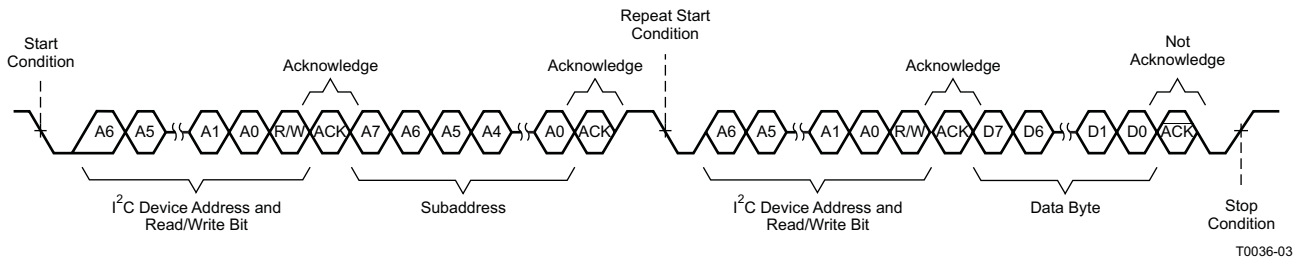 Start
Condition
Repeat Start
Condition
Not
Acknowledge
Acknowledge
Acknowledge
Acknowledge
A6 A5 A1 A0 R/W ACK A7 A6 A5 A4 A0 ACK A6 A5 A1 A0 R/W ACK D7 D6 D1 D0 A̅C̅K̅
I²C Device Address and
Read/Write Bit
Subaddress
I²C Device Address and
Read/Write Bit
Data Byte
Stop
Condition
T0036-03